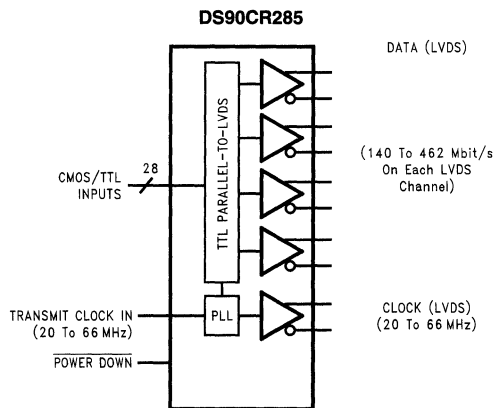 DS90CR285
DATA (LVDS)
TTL PARALLEL-TO-LVDS
28
CMOS/TTL
INPUTS
(140 To 462 Mbit/s
On Each LVDS
Channel)
TRANSMIT CLOCK IN
(20 To 66 MHz)
PLL
CLOCK (LVDS)
(20 To 66 MHz)
POWER DOWN